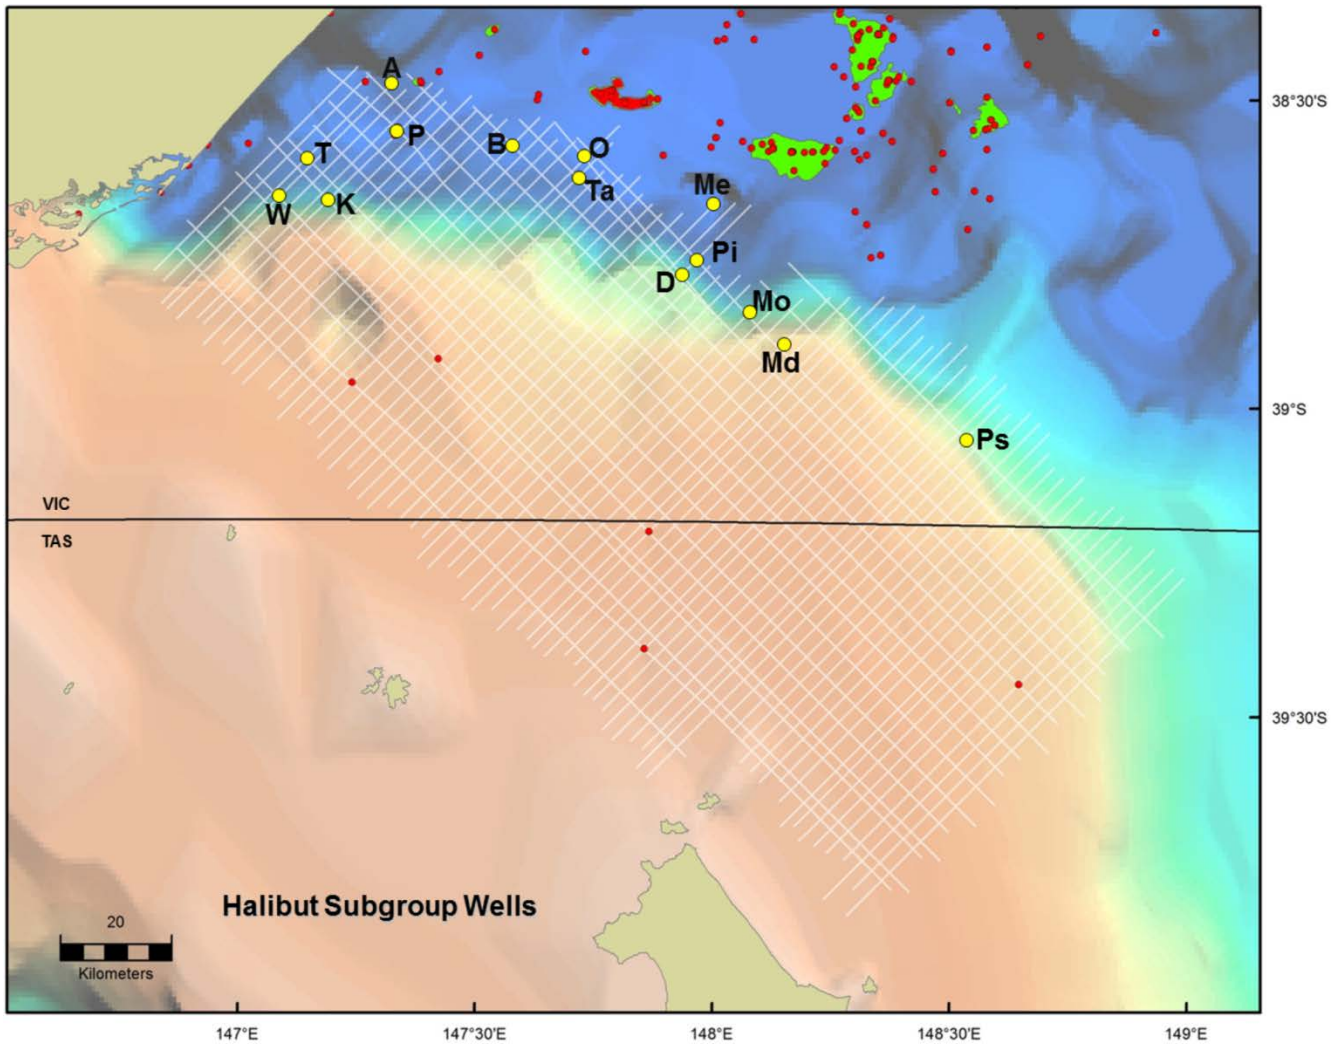 A
38°30'S
P
B
O
T
Ta
Me
W
K
Pi
D
Mo
Md
39°S
Ps
VIC
TAS
39°30'S
Halibut Subgroup Wells
20
Kilometers
147°E
147°30'E
148°E
148°30'E
149°E